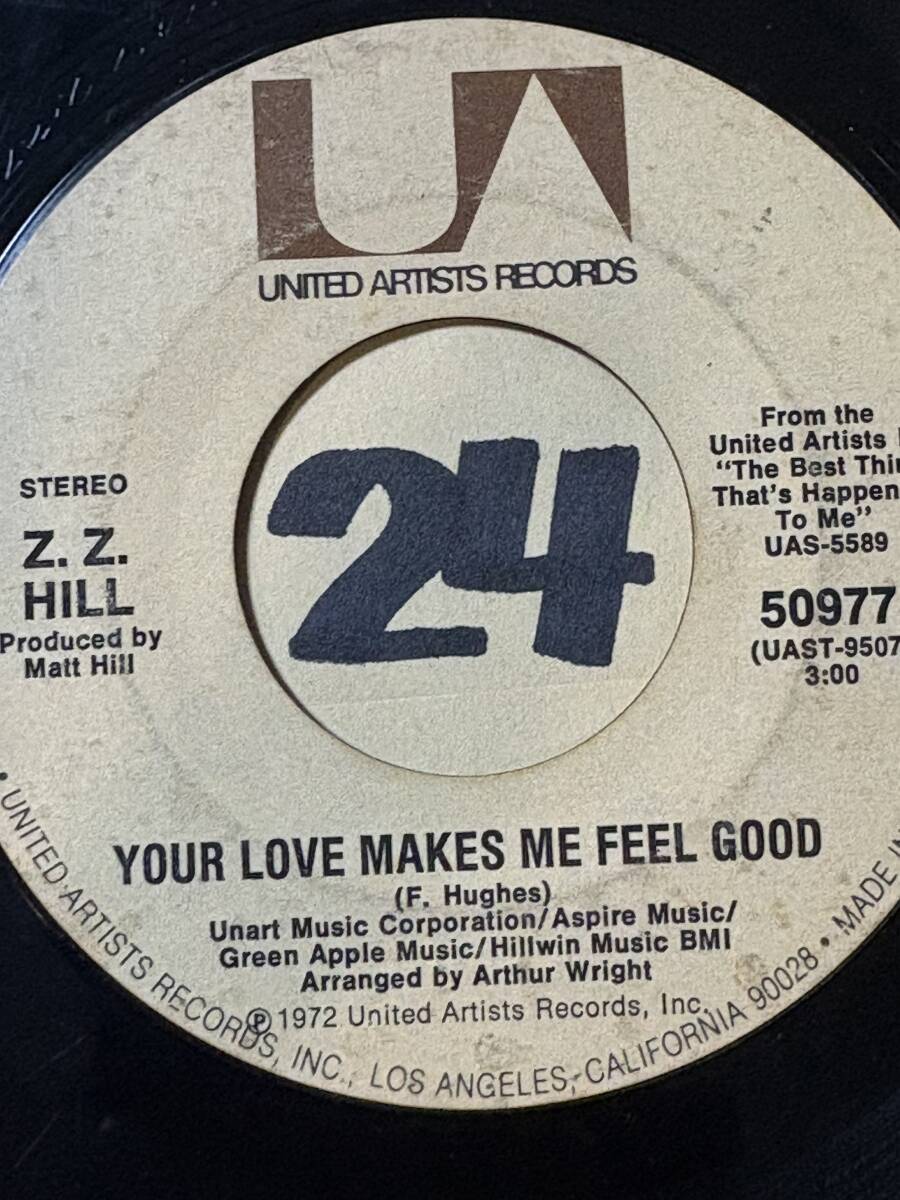 UA
UNITED ARTISTS RECORDS
24
STEREO
Z. Z.
HILL
Produced by
Matt Hill
From the
United Artists
"The Best
That's
To Me"
UAS-5589
50977
(UAST-9507
3:00
YOUR LOVE MAKES ME FEEL GOOD
(F. Hughes)
Unart Music Corporation/Aspire Music/
Green Apple Music/Hillwin Music BMI
Arranged by Arthur Wright
℗ 1972 United Artists Records, Inc.
• UNITED ARTISTS RECORDS, INC., LOS ANGELES, CALIFORNIA 90028 • MADE